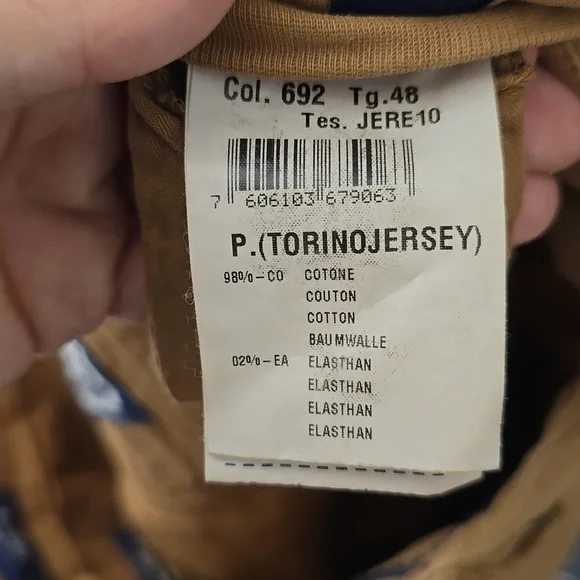 Col. 692 Tg.48
Tes. JERE10
7 606103 679063
P.(TORINOJERSEY)
98%-CO COTONE
COUTON
COTTON
BAUMWALLE
02%-EA ELASTHAN
ELASTHAN
ELASTHAN
ELASTHAN